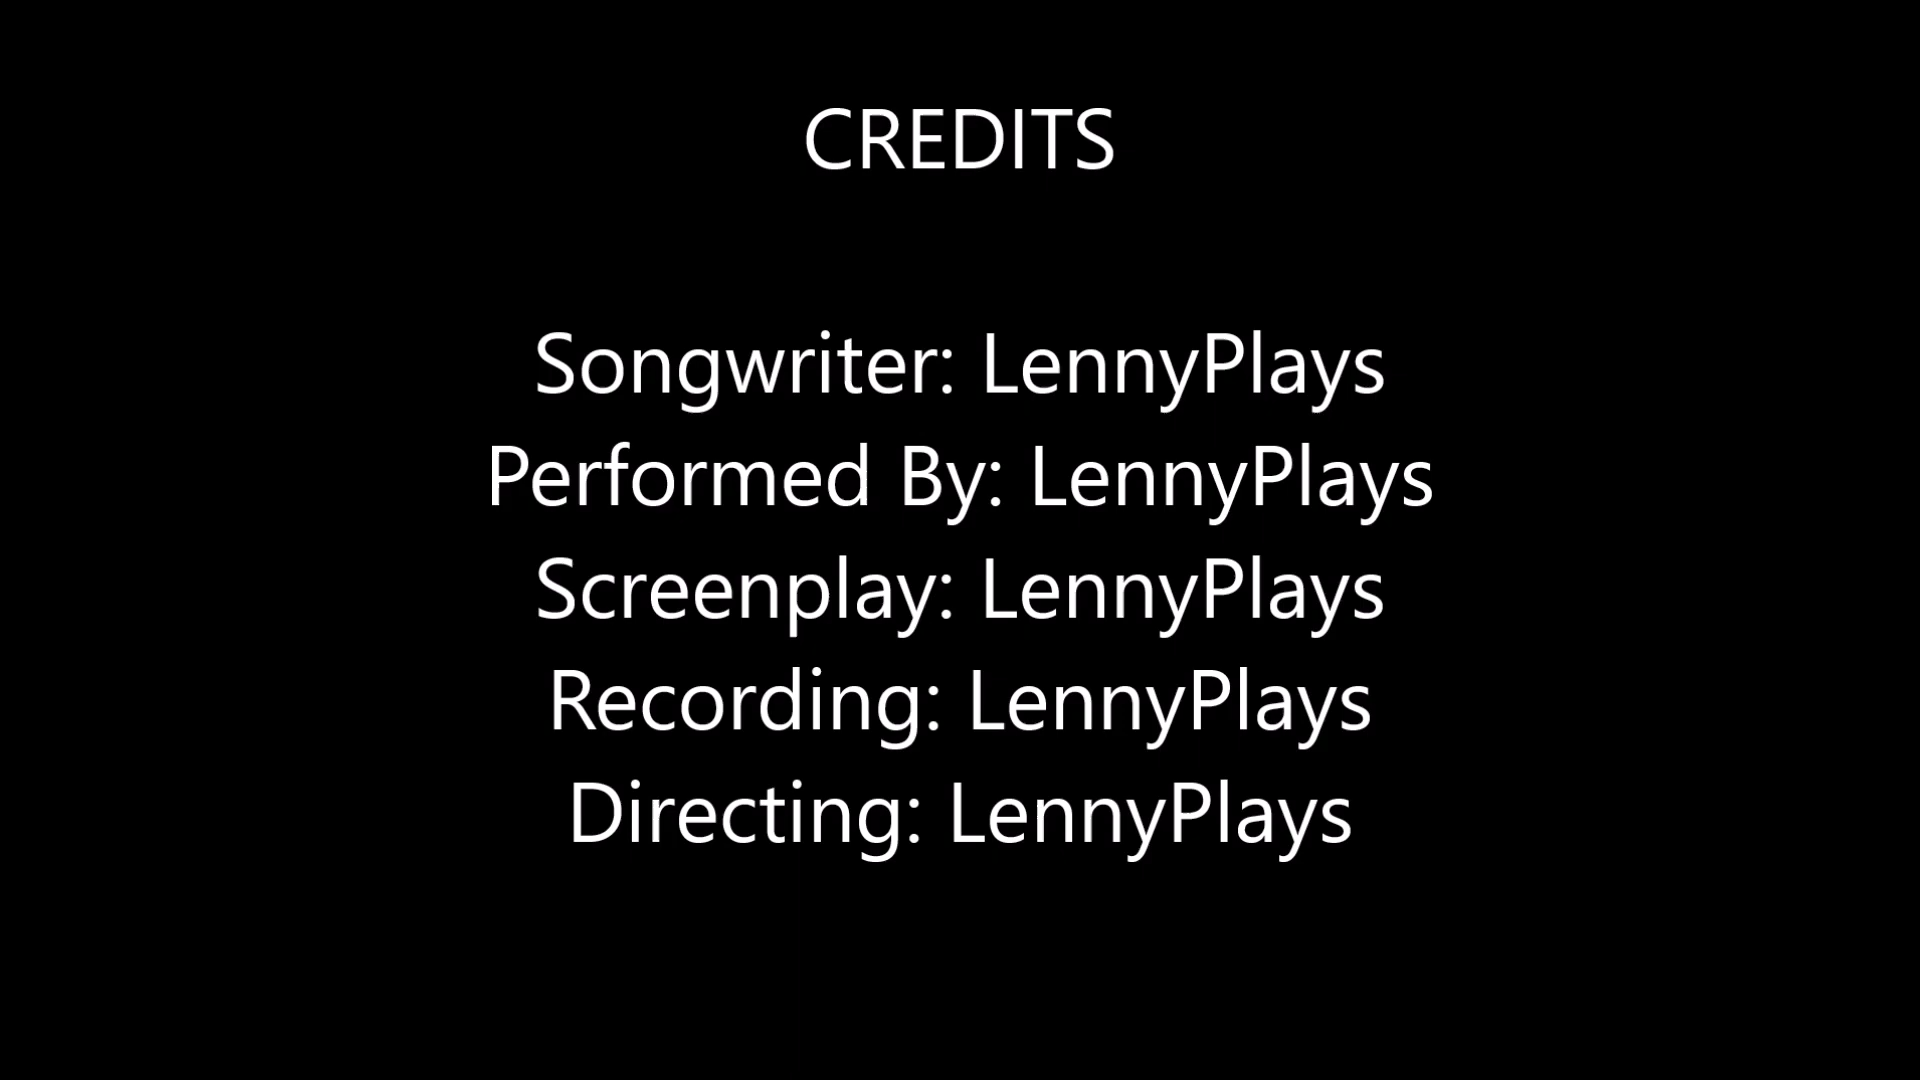 CREDITS
Songwriter: LennyPlays
Performed By: LennyPlays
Screenplay: LennyPlays
Recording: LennyPlays
Directing: LennyPlays